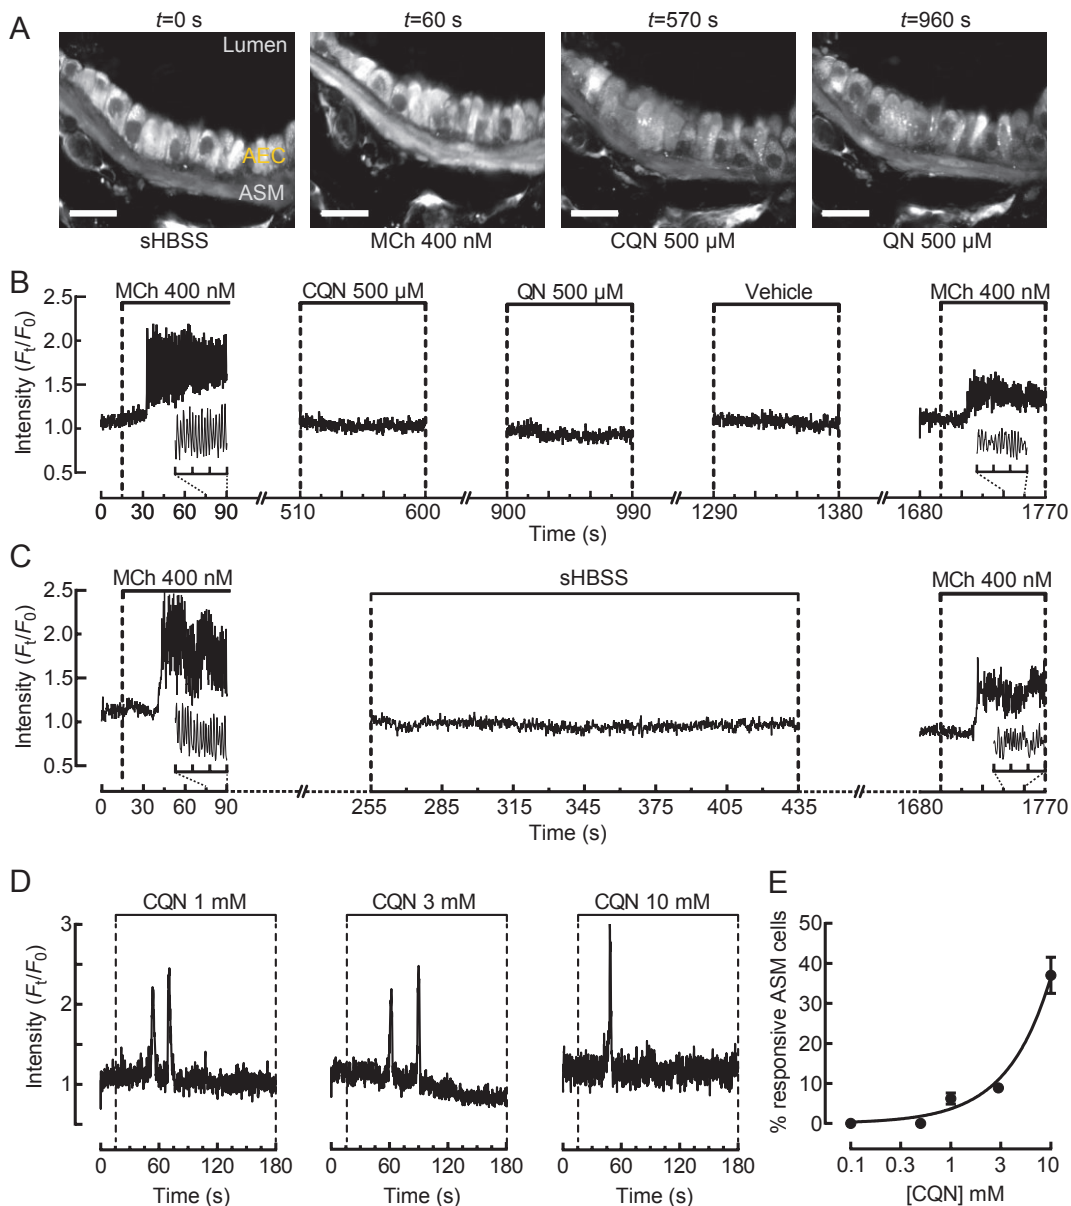 A
t=0 s t=60 s t=570 s t=960 s
Lumen
AEC
ASM
sHBSS MCh 400 nM CQN 500 µM QN 500 µM
B
MCh 400 nM CQN 500 µM QN 500 µM Vehicle MCh 400 nM
Intensity (Ft/F0)
2.5
2.0
1.5
1.0
0.5
0 30 60 90 510 600 900 990 1290 1380 1680 1770
Time (s)
C
MCh 400 nM sHBSS MCh 400 nM
Intensity (Ft/F0)
2.5
2.0
1.5
1.0
0.5
0 30 60 90 255 285 315 345 375 405 435 1680 1770
Time (s)
D
CQN 1 mM CQN 3 mM CQN 10 mM
Intensity (Ft/F0)
3
2
1
0 60 120 180 0 60 120 180 0 60 120 180
Time (s) Time (s) Time (s)
E
% responsive ASM cells
50
40
30
20
10
0
0.1 0.3 1 3 10
[CQN] mM